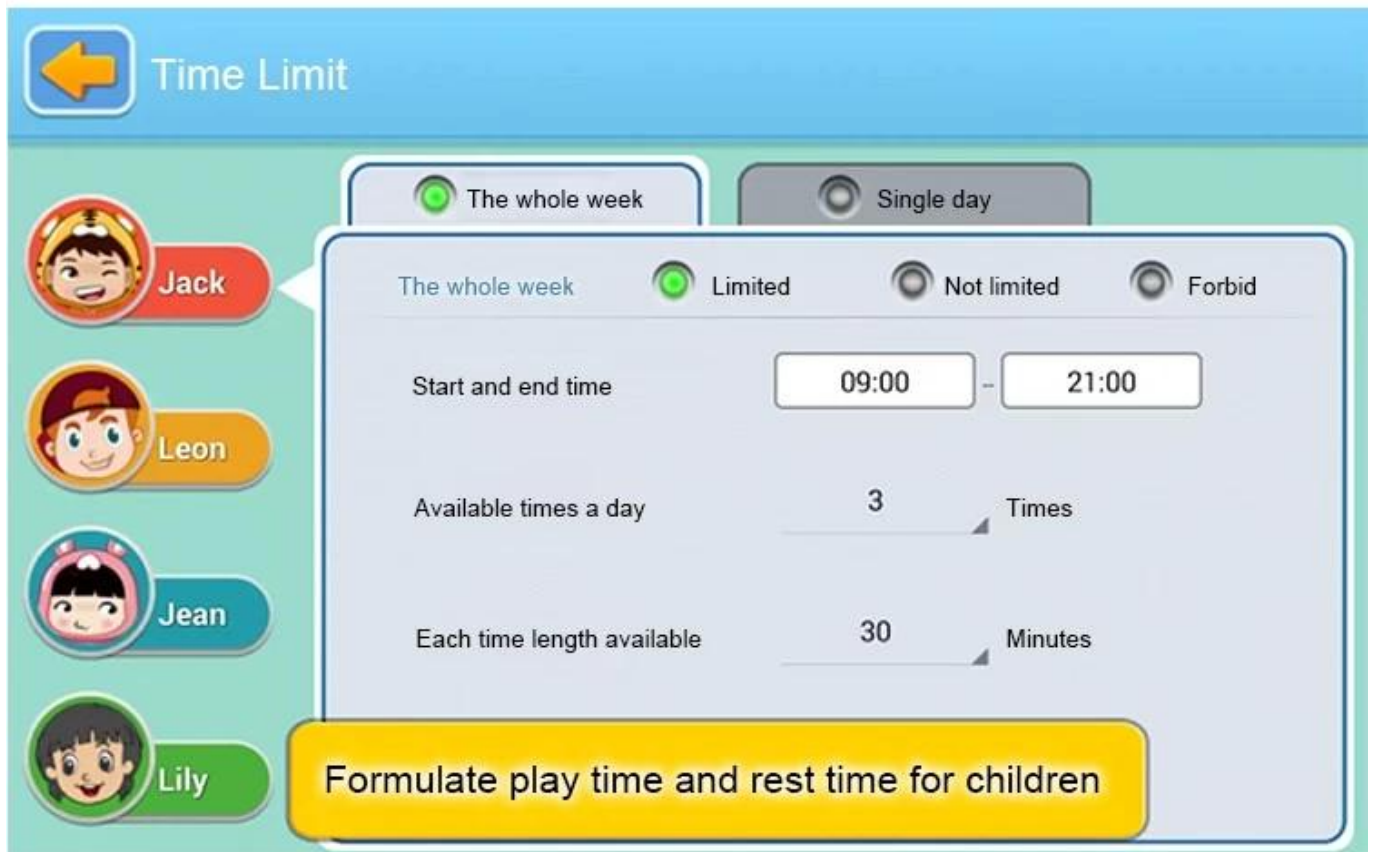 Time Limit
The whole week
Single day
Jack
The whole week Limited Not limited Forbid
Start and end time 09:00 - 21:00
Leon
Available times a day 3 Times
Jean
Each time length available 30 Minutes
Lily
Formulate play time and rest time for children